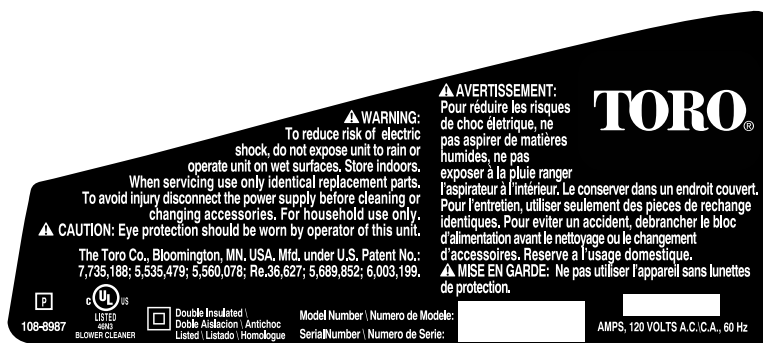 ⚠ WARNING:
To reduce risk of electric
shock, do not expose unit to rain or
operate unit on wet surfaces. Store indoors.
When servicing use only identical replacement parts.
To avoid injury disconnect the power supply before cleaning or
changing accessories. For household use only.
⚠ CAUTION: Eye protection should be worn by operator of this unit.
The Toro Co., Bloomington, MN. USA. Mfd. under U.S. Patent No.:
7,735,188; 5,535,479; 5,560,078; Re.36,627; 5,689,852; 6,003,199.
⚠ AVERTISSEMENT:
Pour réduire les risques
de choc életrique, ne
pas aspirer de matières
humides, ne pas
exposer à la pluie ranger
l'aspirateur à l'intérieur. Le conserver dans un endroit couvert.
Pour l'entretien, utiliser seulement des pieces de rechange
identiques. Pour eviter un accident, debrancher le bloc
d'alimentation avant le nettoyage ou le changement
d'accessoires. Reserve a l'usage domestique.
⚠ MISE EN GARDE: Ne pas utiliser l'appareil sans lunettes
de protection.
TORO®
P
108-8987
C UL US
LISTED
46N3
BLOWER CLEANER
Double Insulated \
Doble Aislacion \ Antichoc
Listed \ Listado \ Homologue
Model Number \ Numero de Modele:
SerialNumber \ Numero de Serie:
AMPS, 120 VOLTS A.C.\C.A., 60 Hz